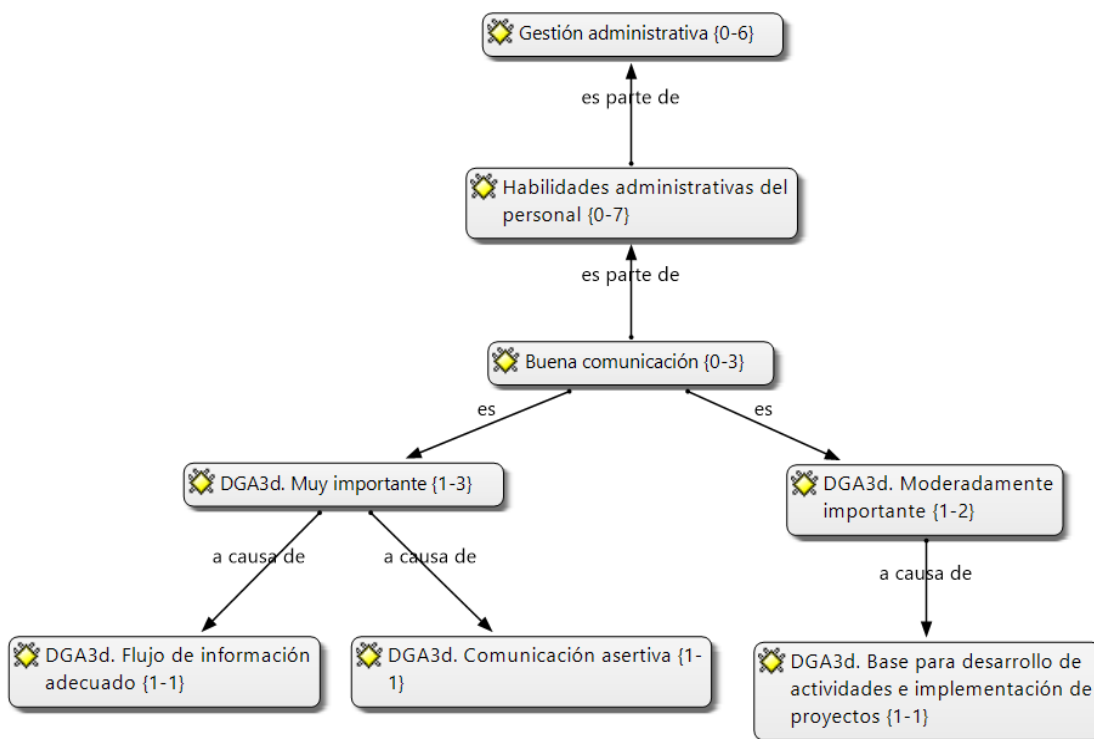 Gestión administrativa {0-6}
es parte de
Habilidades administrativas del
personal {0-7}
es parte de
Buena comunicación {0-3}
es
es
DGA3d. Muy importante {1-3}
DGA3d. Moderadamente
importante {1-2}
a causa de
a causa de
a causa de
DGA3d. Flujo de información
adecuado {1-1}
DGA3d. Comunicación asertiva {1-
1}
DGA3d. Base para desarrollo de
actividades e implementación de
proyectos {1-1}